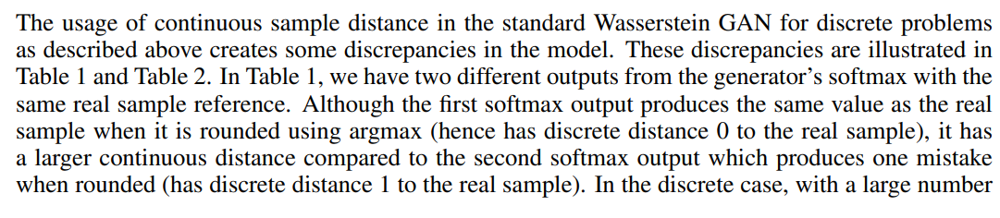 The usage of continuous sample distance in the standard Wasserstein GAN for discrete problems
as described above creates some discrepancies in the model. These discrepancies are illustrated in
Table 1 and Table 2. In Table 1, we have two different outputs from the generator's softmax with the
same real sample reference. Although the first softmax output produces the same value as the real
sample when it is rounded using argmax (hence has discrete distance 0 to the real sample), it has
a larger continuous distance compared to the second softmax output which produces one mistake
when rounded (has discrete distance 1 to the real sample). In the discrete case, with a large number